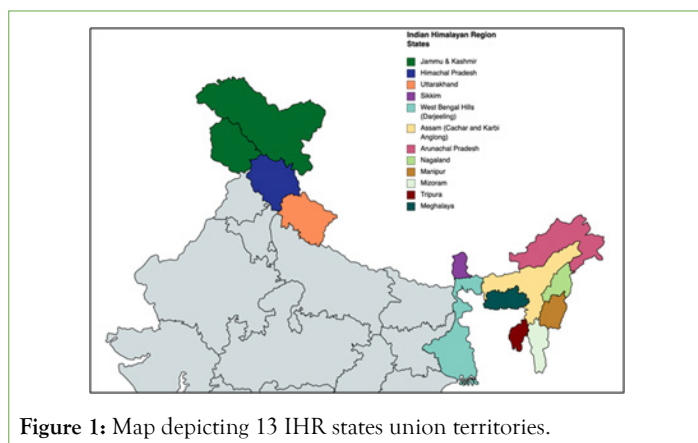 Indian Himalayan Region
States
Jammu & Kashmir
Himachal Pradesh
Uttarakhand
Sikkim
West Bengal Hills
(Darjeeling)
Assam (Cachar and Karbi
Anglong)
Arunachal Pradesh
Nagaland
Manipur
Mizoram
Tripura
Meghalaya
Figure 1: Map depicting 13 IHR states union territories.